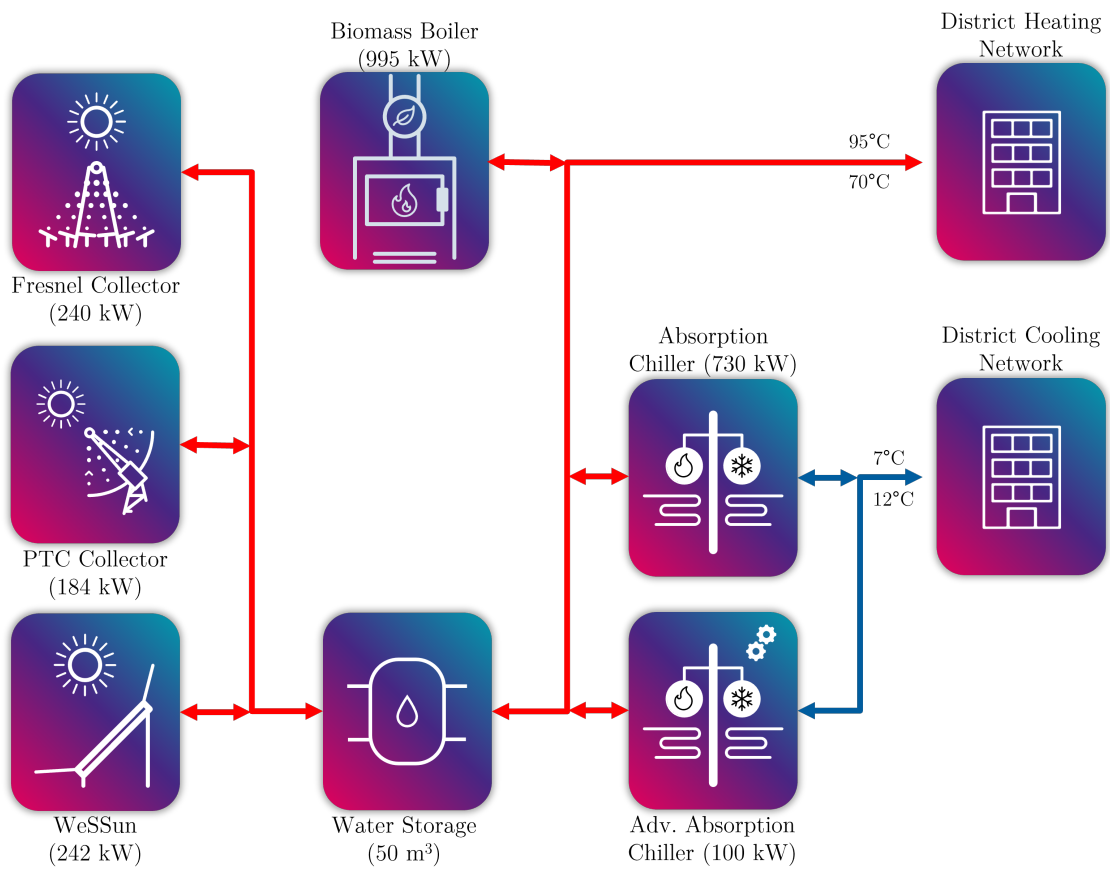 Biomass Boiler
(995 kW)
District Heating
Network
95°C
70°C
Fresnel Collector
(240 kW)
Absorption
Chiller (730 kW)
District Cooling
Network
7°C
12°C
PTC Collector
(184 kW)
WeSSun
(242 kW)
Water Storage
(50 m³)
Adv. Absorption
Chiller (100 kW)